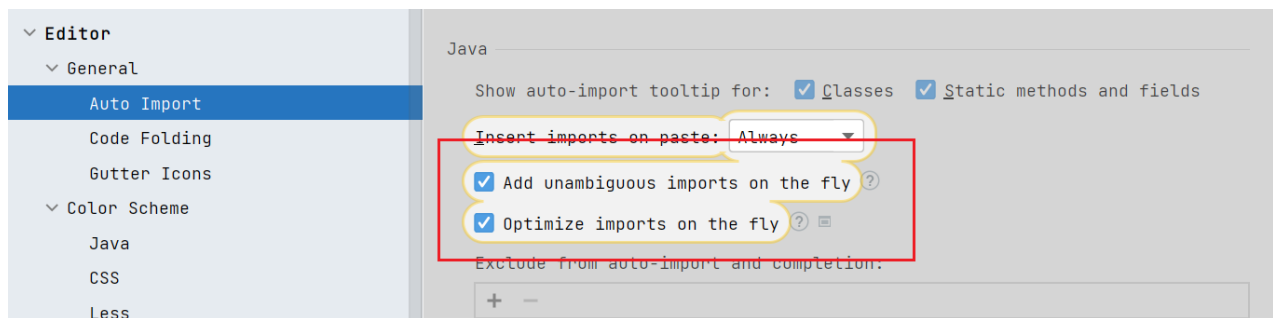 Editor
General
Auto Import
Code Folding
Gutter Icons
Color Scheme
Java
CSS
Less
Java
Show auto-import tooltip for: Classes Static methods and fields
Insert imports on paste: Always
Add unambiguous imports on the fly ?
Optimize imports on the fly ?
Exclude from auto-import and completion:
+ −